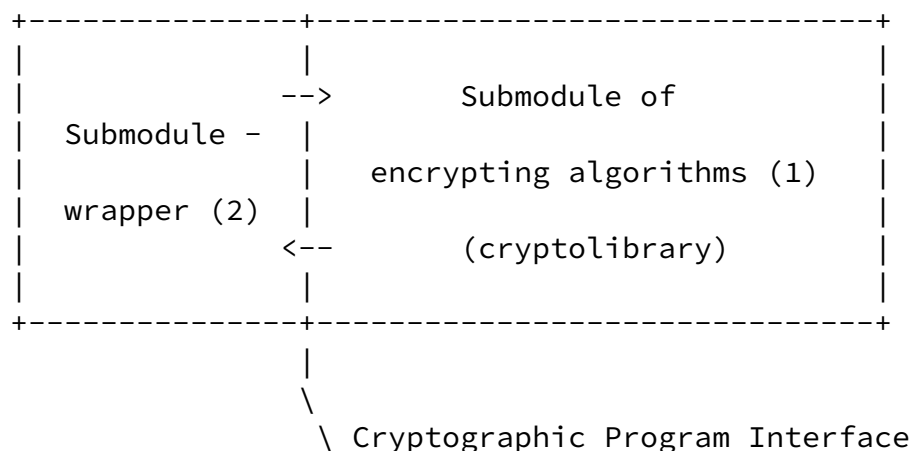 Submodule of
Submodule -
encrypting algorithms (1)
wrapper (2)
(cryptolibrary)
Cryptographic Program Interface